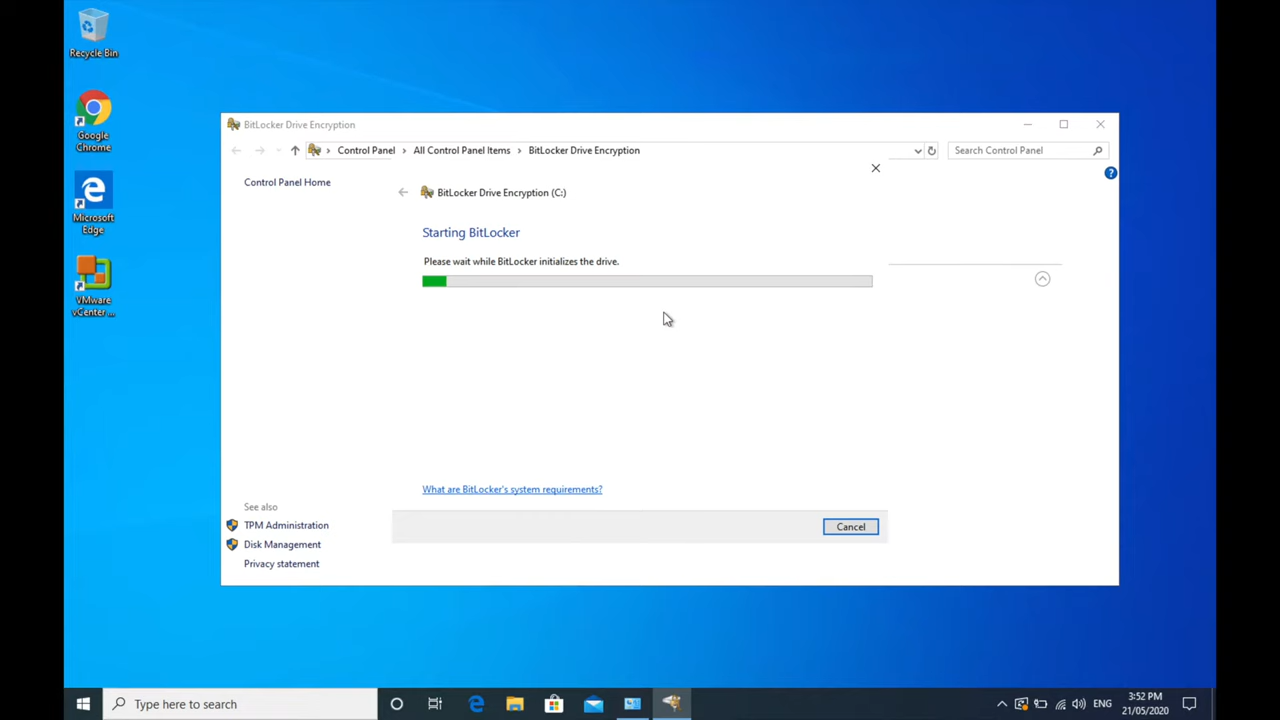 Recycle Bin
Google
Chrome
Microsoft
Edge
VMware
vCenter ...
BitLocker Drive Encryption
Control Panel › All Control Panel Items › BitLocker Drive Encryption
Search Control Panel
Control Panel Home
BitLocker Drive Encryption (C:)
Starting BitLocker
Please wait while BitLocker initializes the drive.
What are BitLocker's system requirements?
Cancel
See also
TPM Administration
Disk Management
Privacy statement
Type here to search
ENG
3:52 PM
21/05/2020